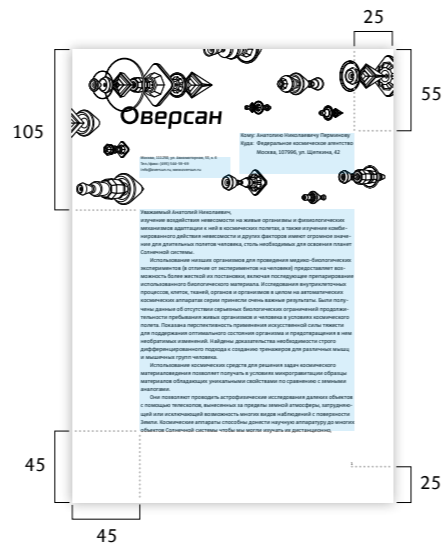 25
55
105
Оверсан
Кому: Анатолию Николаевичу Перминову
Куда: Федеральное космическое агентство
Москва, 107996, ул. Щепкина, 42
Уважаемый Анатолий Николаевич,
изучение воздействия невесомости на живые организмы и физиологических
механизмов адаптации к ней в космических полетах, а также изучение комби-
нированного действия невесомости и других факторов имеют огромное значе-
ние для длительных полетов человека, столь необходимых для освоения планет
Солнечной системы.
Использование низших организмов для проведения медико-биологических
экспериментов (в отличие от экспериментов на человеке) предоставляет воз-
можность более жесткой их постановки, включая последующее препарирование
использованного биологического материала. Исследования внутриклеточных
процессов, клеток, тканей, органов и организмов в целом на автоматических
космических аппаратах серии принесли очень важные результаты. Были полу-
чены данные об отсутствии серьезных биологических ограничений продолжи-
тельности пребывания живых организмов и человека в условиях космического
полета. Показана перспективность применения искусственной силы тяжести
для поддержания оптимального состояния организма и предотвращения в нем
необратимых изменений. Найдены доказательства необходимости строго
дифференцированного подхода к созданию тренажеров для различных мышц
и мышечных групп человека.
Использование космических средств для решения задач космического
материаловедения позволяет получать в условиях микрогравитации образцы
материалов обладающих уникальными свойствами по сравнению с земными
аналогами.
Они позволяют проводить астрофизические исследования далеких объектов
с помощью телескопов, вынесенных за пределы земной атмосферы, затрудняю-
щей или исключающей возможность многих видов наблюдений с поверхности
Земли. Космические аппараты способны донести научную аппаратуру до многих
объектов Солнечной системы чтобы мы могли изучать их дистанционно,
45
25
45